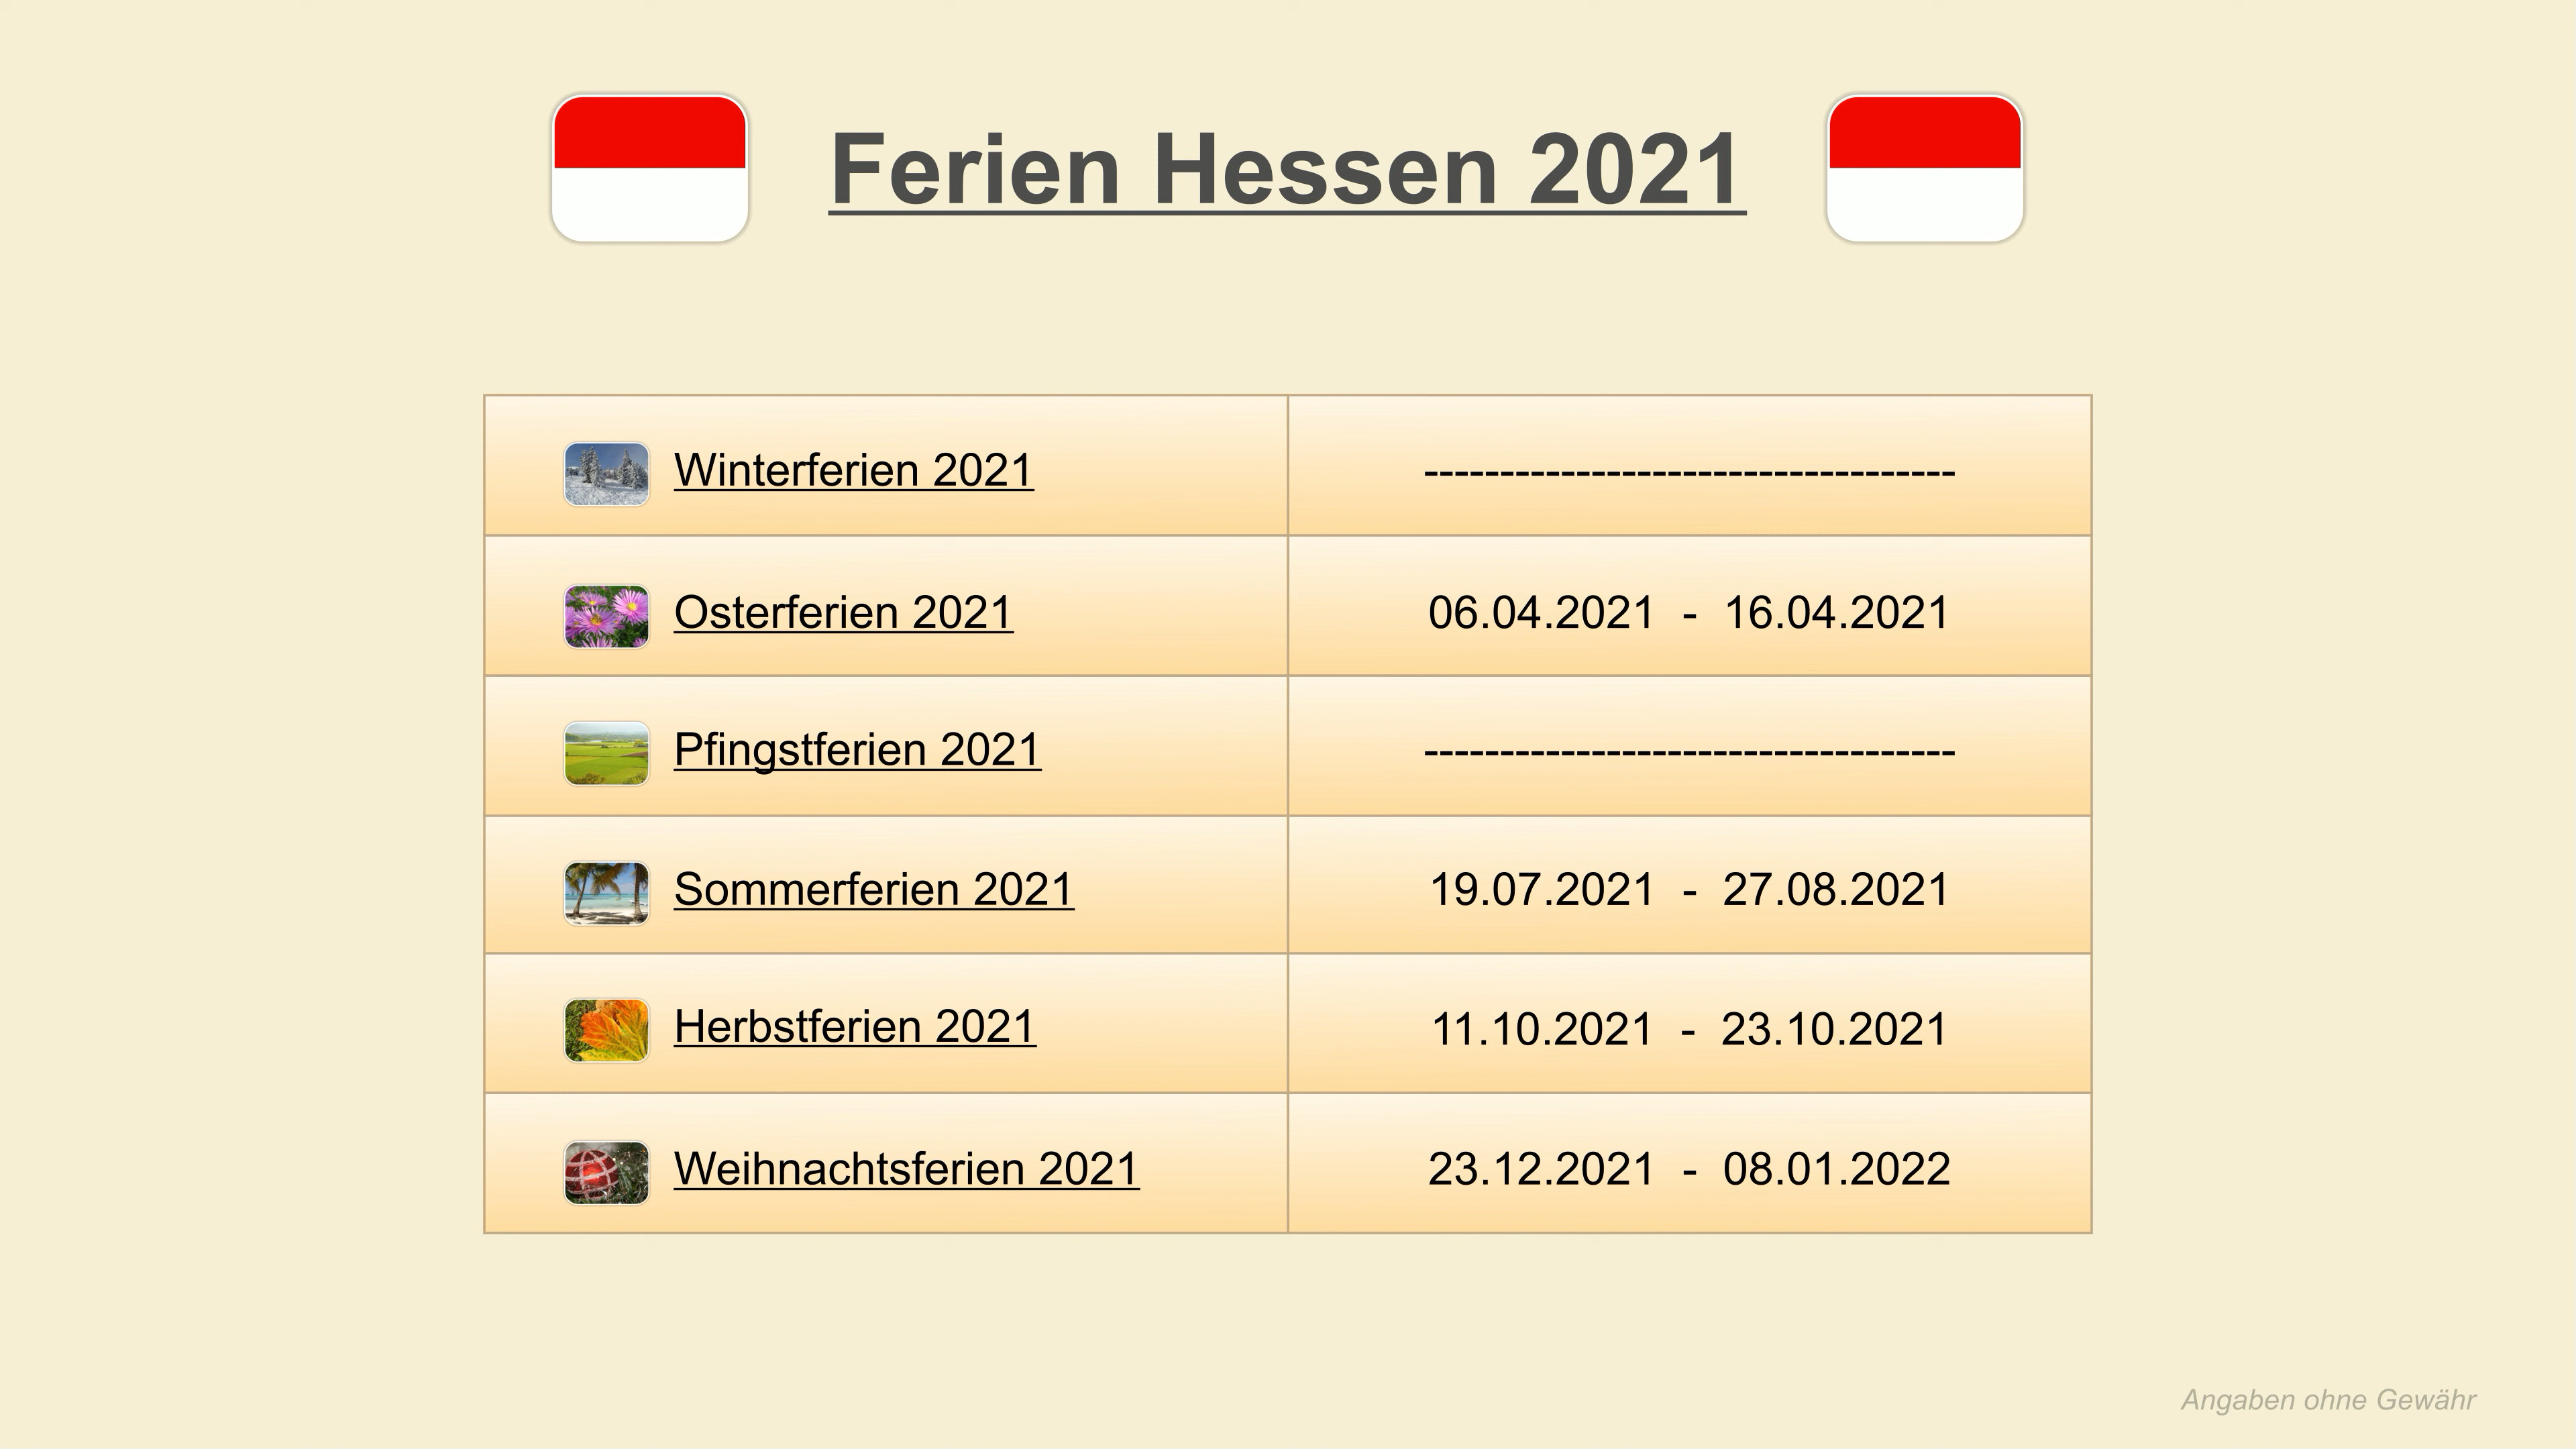 Ferien Hessen 2021
Winterferien 2021 -----------------------------------
Osterferien 2021 06.04.2021 - 16.04.2021
Pfingstferien 2021 -----------------------------------
Sommerferien 2021 19.07.2021 - 27.08.2021
Herbstferien 2021 11.10.2021 - 23.10.2021
Weihnachtsferien 2021 23.12.2021 - 08.01.2022
Angaben ohne Gewähr